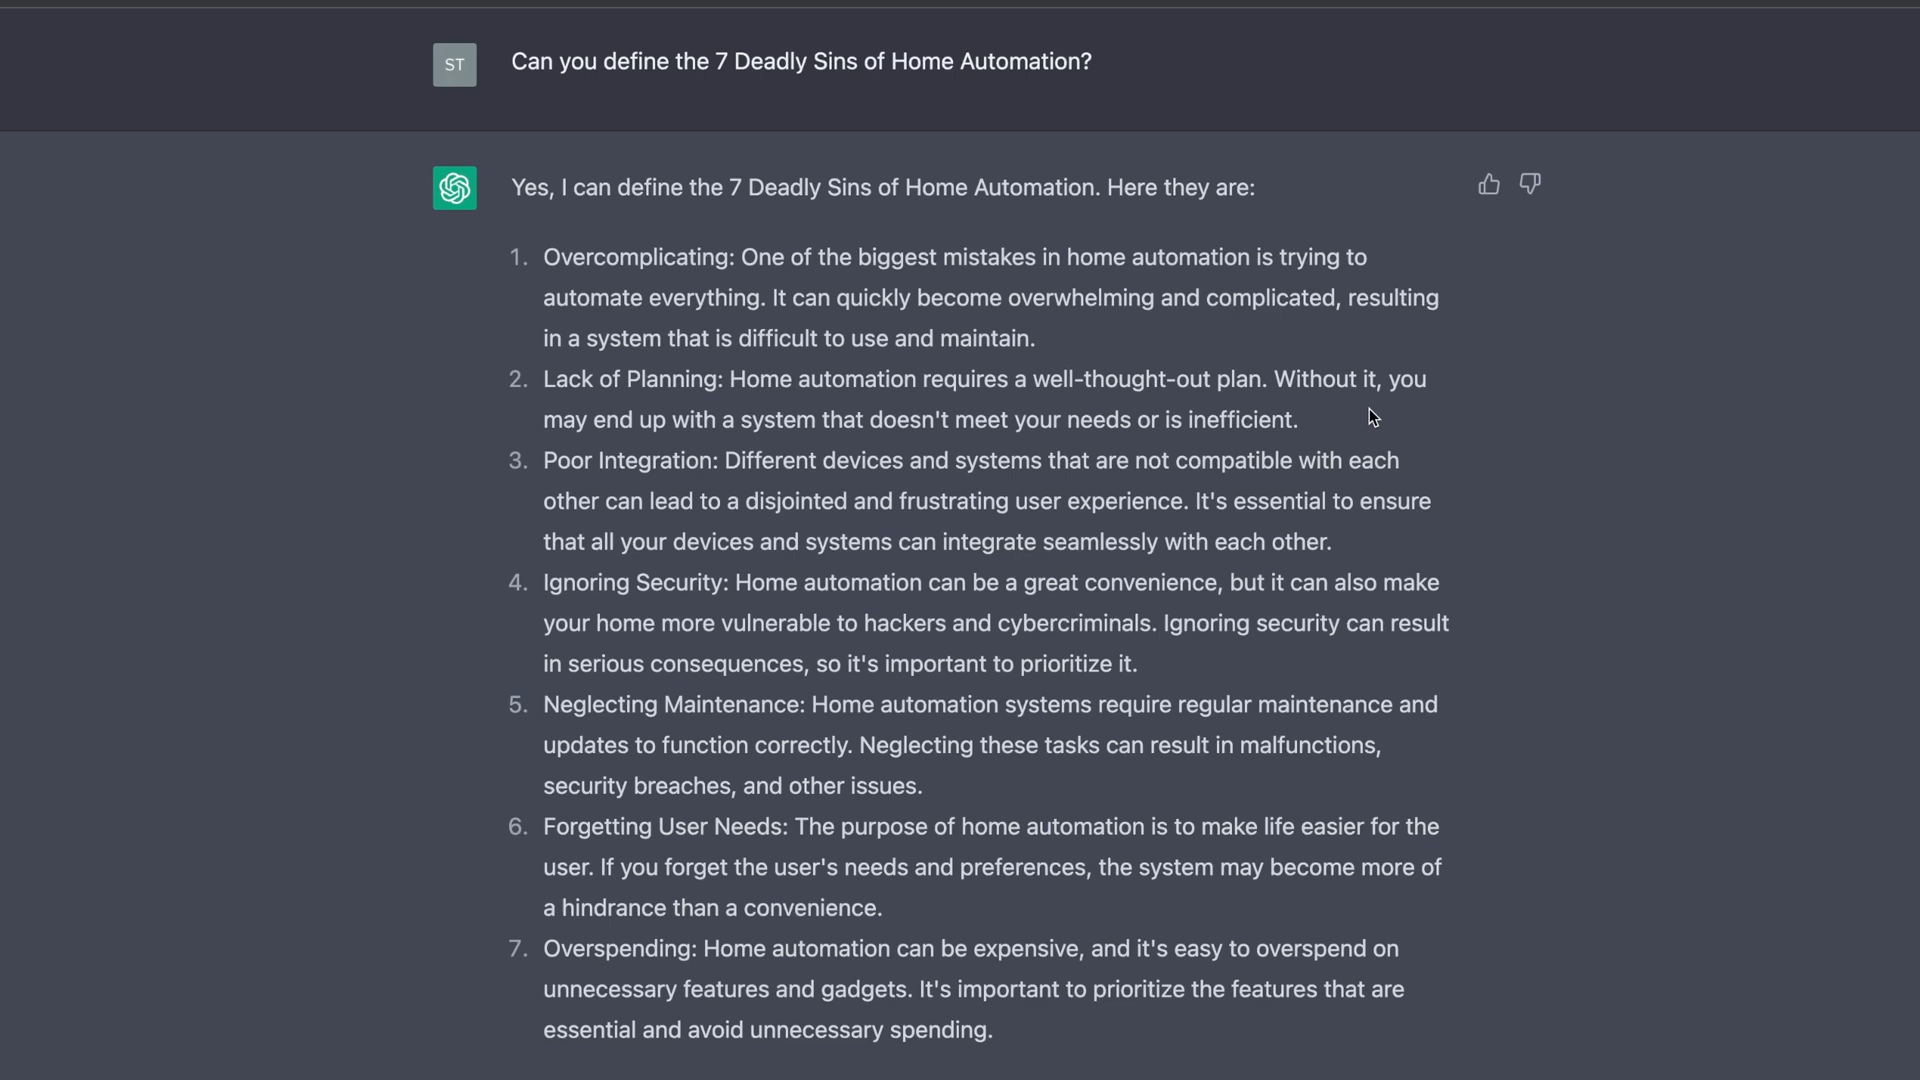 ST
Can you define the 7 Deadly Sins of Home Automation?
Yes, I can define the 7 Deadly Sins of Home Automation. Here they are:
1. Overcomplicating: One of the biggest mistakes in home automation is trying to
automate everything. It can quickly become overwhelming and complicated, resulting
in a system that is difficult to use and maintain.
2. Lack of Planning: Home automation requires a well-thought-out plan. Without it, you
may end up with a system that doesn't meet your needs or is inefficient.
3. Poor Integration: Different devices and systems that are not compatible with each
other can lead to a disjointed and frustrating user experience. It's essential to ensure
that all your devices and systems can integrate seamlessly with each other.
4. Ignoring Security: Home automation can be a great convenience, but it can also make
your home more vulnerable to hackers and cybercriminals. Ignoring security can result
in serious consequences, so it's important to prioritize it.
5. Neglecting Maintenance: Home automation systems require regular maintenance and
updates to function correctly. Neglecting these tasks can result in malfunctions,
security breaches, and other issues.
6. Forgetting User Needs: The purpose of home automation is to make life easier for the
user. If you forget the user's needs and preferences, the system may become more of
a hindrance than a convenience.
7. Overspending: Home automation can be expensive, and it's easy to overspend on
unnecessary features and gadgets. It's important to prioritize the features that are
essential and avoid unnecessary spending.